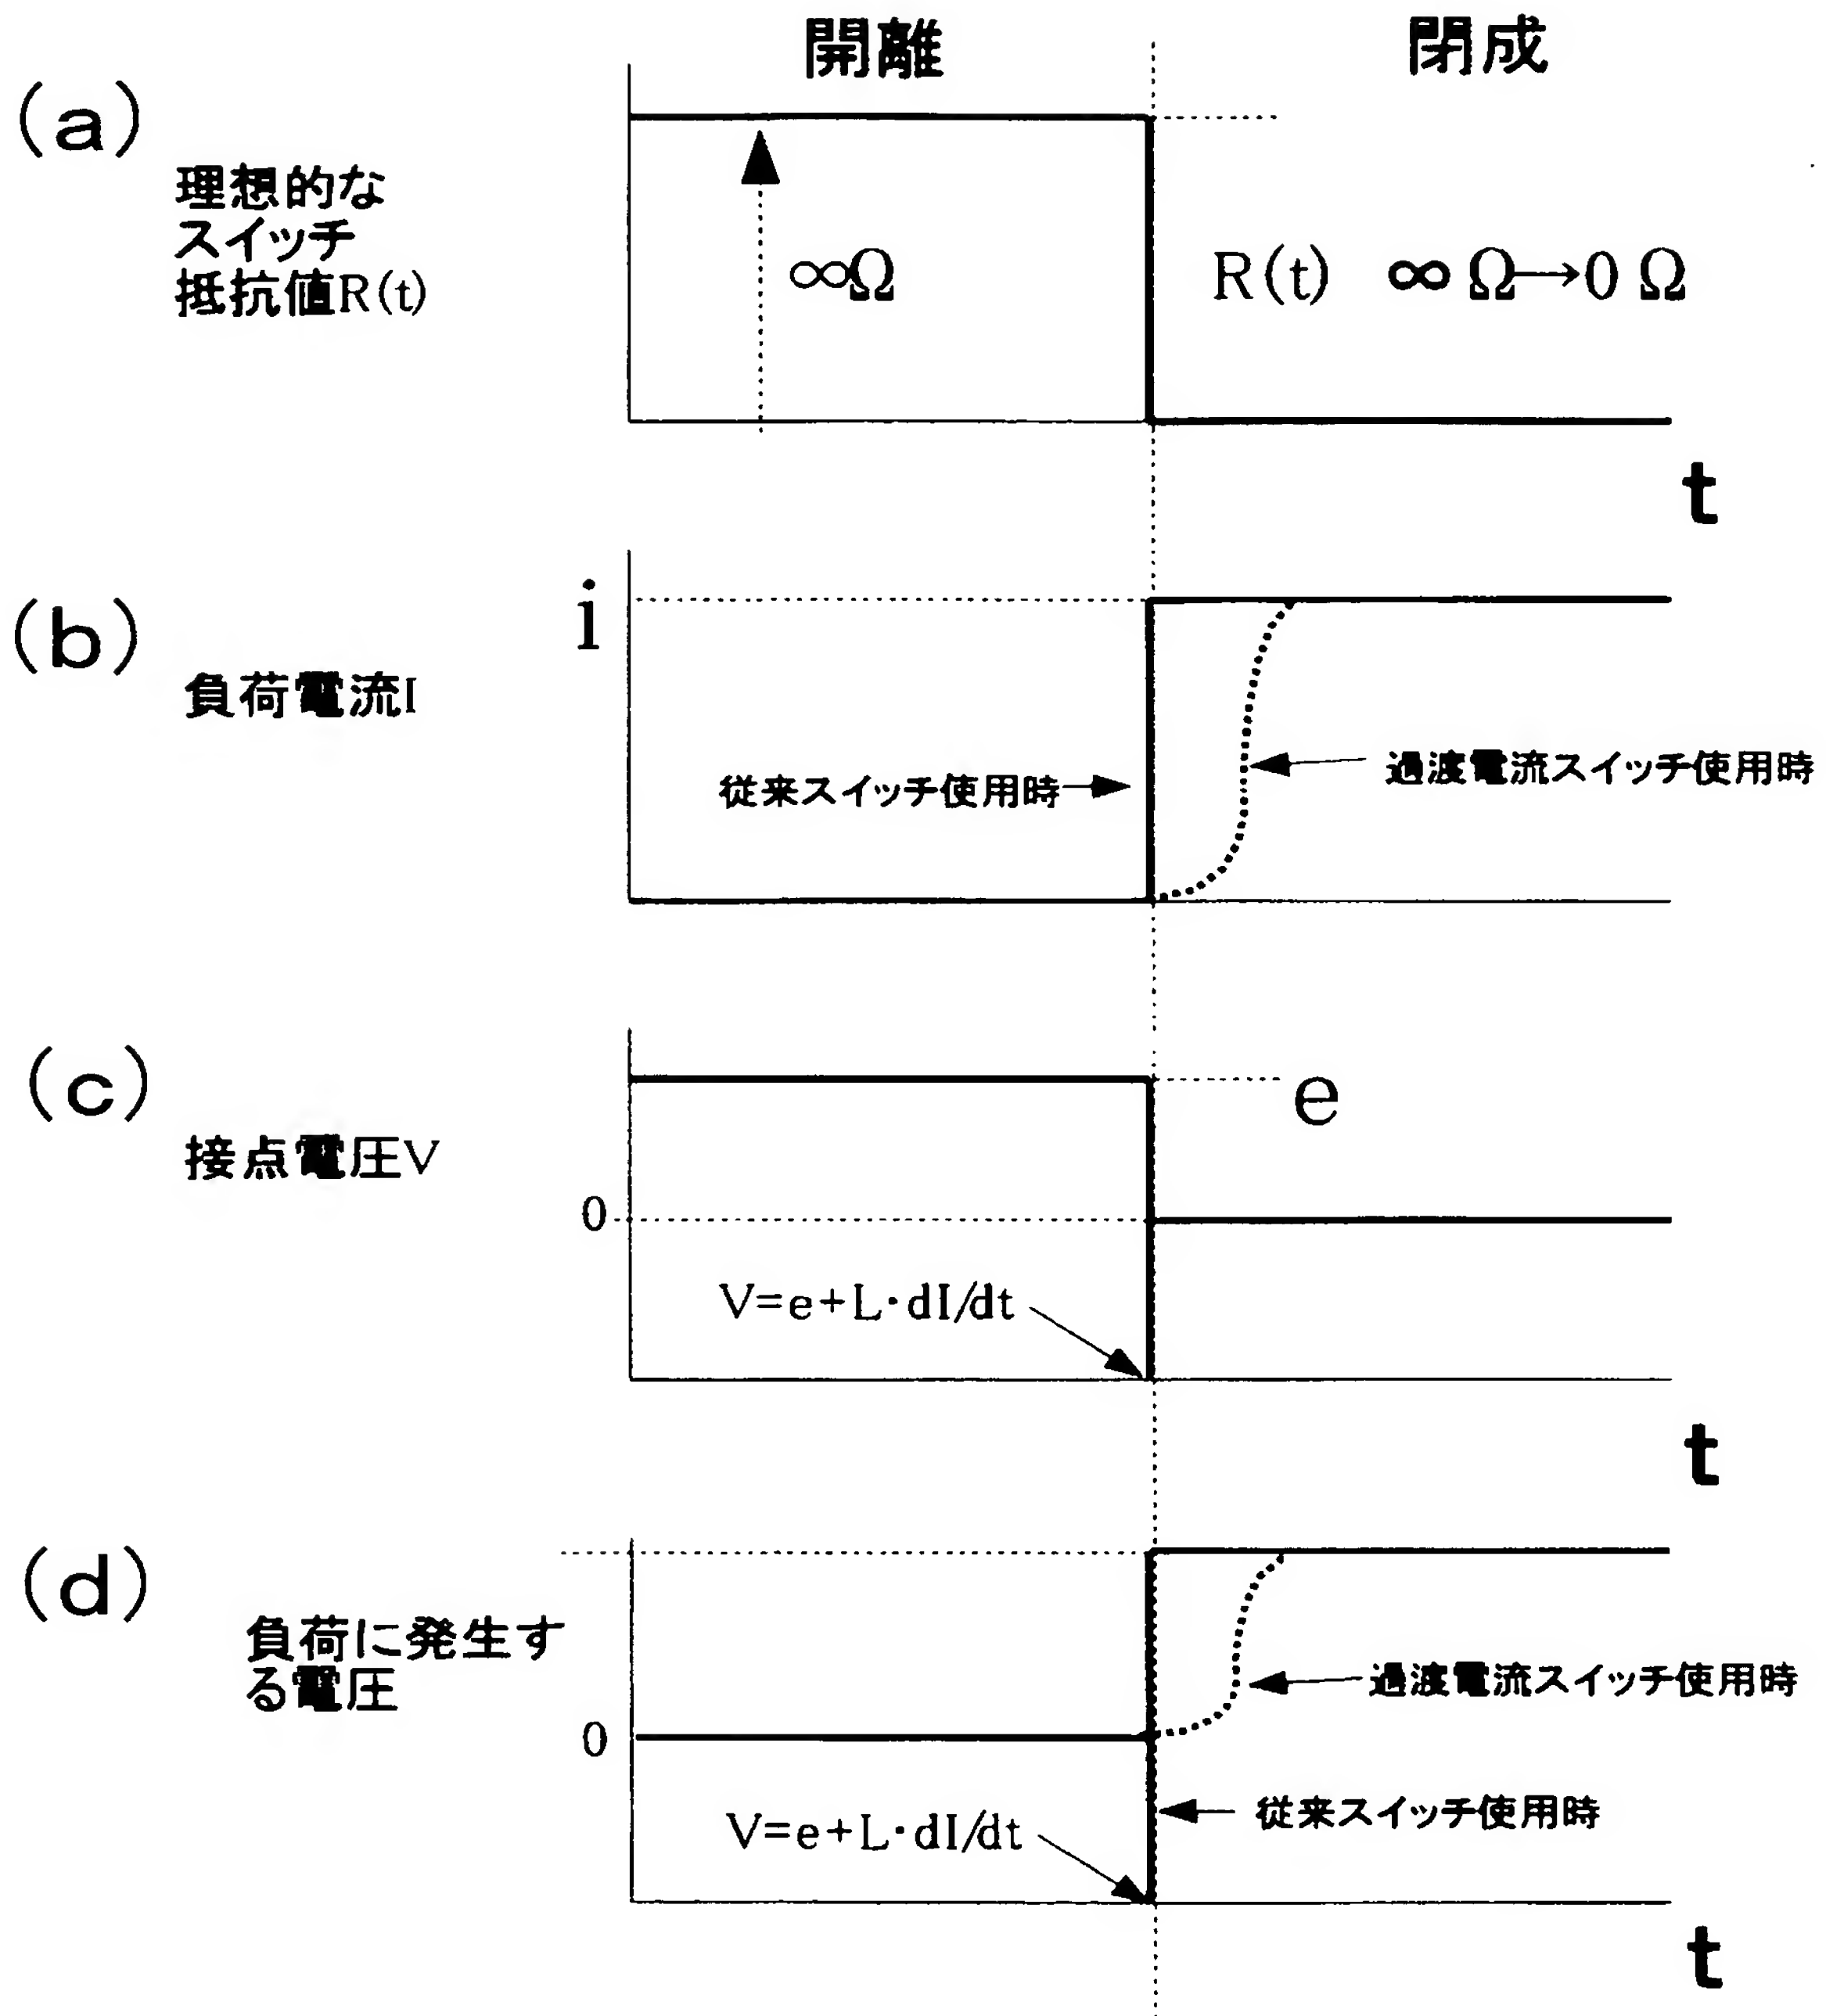 開離
閉成
(a)
理想的な
スイッチ
抵抗値R(t)
∞Ω
R(t) ∞Ω→0 Ω
t
(b)
負荷電流I
i
従来スイッチ使用時
過渡電流スイッチ使用時
(c)
接点電圧V
e
0
V=e+L·dI/dt
t
(d)
負荷に発生す
る電圧
過渡電流スイッチ使用時
0
従来スイッチ使用時
V=e+L·dI/dt
t